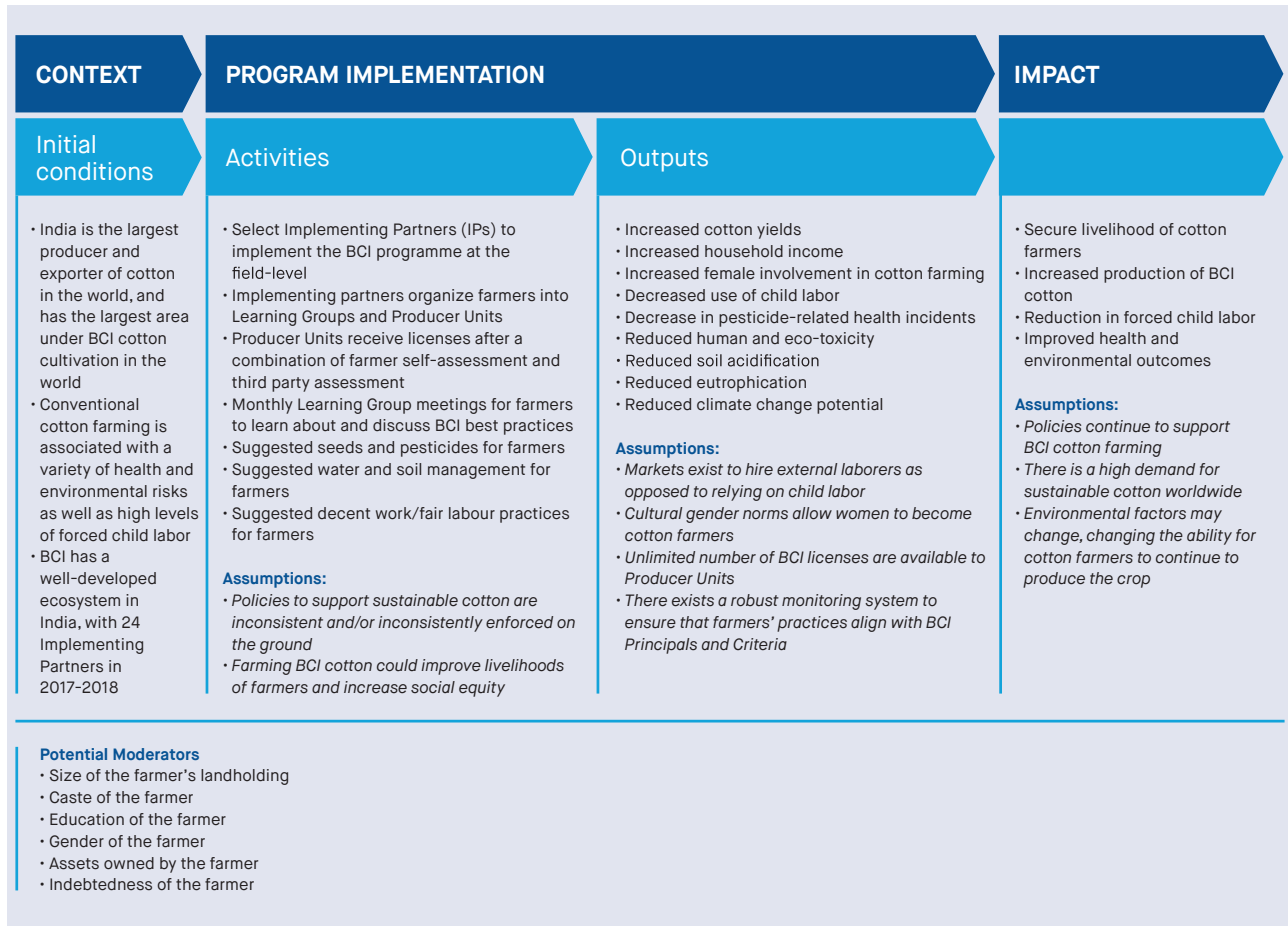 CONTEXT
PROGRAM IMPLEMENTATION
IMPACT
Initial
conditions
Activities
Outputs
• India is the largest
producer and
exporter of cotton
in the world, and
has the largest area
under BCI cotton
cultivation in the
world
• Conventional
cotton farming is
associated with a
variety of health and
environmental risks
as well as high levels
of forced child labor
• BCI has a
well-developed
ecosystem in
India, with 24
Implementing
Partners in
2017-2018
• Select Implementing Partners (IPs) to
implement the BCI programme at the
field-level
• Implementing partners organize farmers into
Learning Groups and Producer Units
• Producer Units receive licenses after a
combination of farmer self-assessment and
third party assessment
• Monthly Learning Group meetings for farmers
to learn about and discuss BCI best practices
• Suggested seeds and pesticides for farmers
• Suggested water and soil management for
farmers
• Suggested decent work/fair labour practices
for farmers
Assumptions:
• Policies to support sustainable cotton are
inconsistent and/or inconsistently enforced on
the ground
• Farming BCI cotton could improve livelihoods
of farmers and increase social equity
• Increased cotton yields
• Increased household income
• Increased female involvement in cotton farming
• Decreased use of child labor
• Decrease in pesticide-related health incidents
• Reduced human and eco-toxicity
• Reduced soil acidification
• Reduced eutrophication
• Reduced climate change potential
Assumptions:
• Markets exist to hire external laborers as
opposed to relying on child labor
• Cultural gender norms allow women to become
cotton farmers
• Unlimited number of BCI licenses are available to
Producer Units
• There exists a robust monitoring system to
ensure that farmers' practices align with BCI
Principals and Criteria
• Secure livelihood of cotton
farmers
• Increased production of BCI
cotton
• Reduction in forced child labor
• Improved health and
environmental outcomes
Assumptions:
• Policies continue to support
BCI cotton farming
• There is a high demand for
sustainable cotton worldwide
• Environmental factors may
change, changing the ability for
cotton farmers to continue to
produce the crop
Potential Moderators
• Size of the farmer's landholding
• Caste of the farmer
• Education of the farmer
• Gender of the farmer
• Assets owned by the farmer
• Indebtedness of the farmer